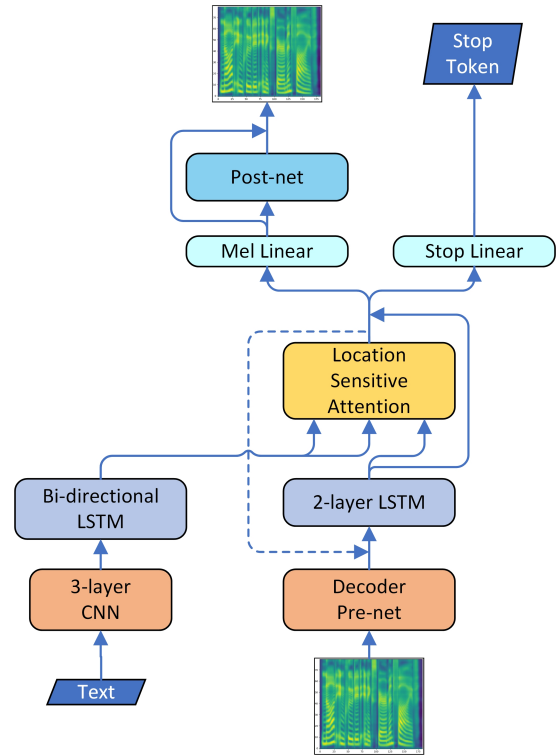 Stop
Token
Post-net
Mel Linear
Stop Linear
Location
Sensitive
Attention
Bi-directional
LSTM
2-layer LSTM
3-layer
CNN
Decoder
Pre-net
Text